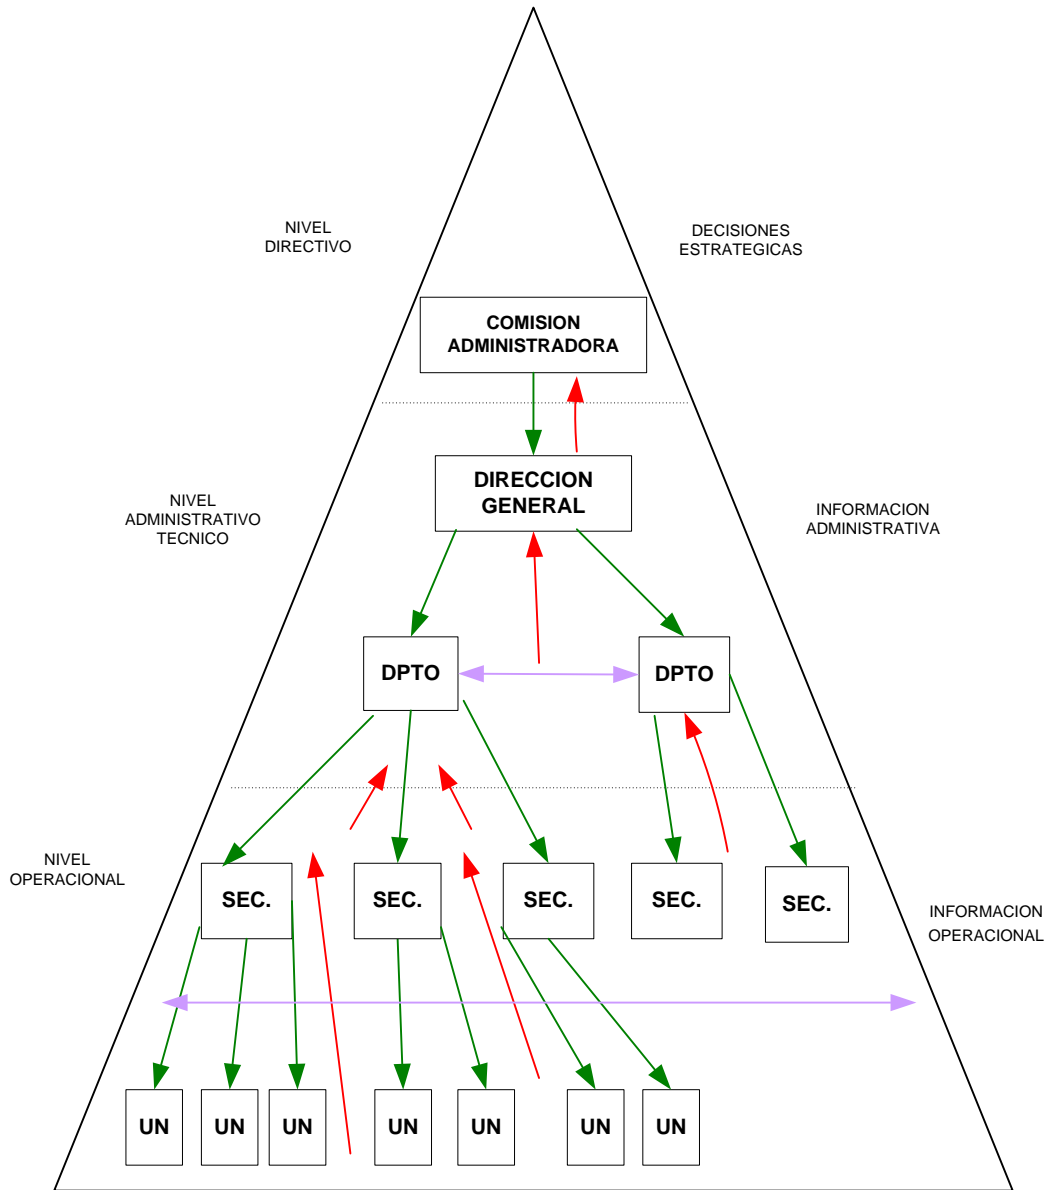 NIVEL
DIRECTIVO
DECISIONES
ESTRATEGICAS
COMISION
ADMINISTRADORA
DIRECCION
GENERAL
NIVEL
ADMINISTRATIVO
TECNICO
INFORMACION
ADMINISTRATIVA
DPTO
DPTO
NIVEL
OPERACIONAL
SEC.
SEC.
SEC.
SEC.
SEC.
INFORMACION
OPERACIONAL
UN
UN
UN
UN
UN
UN
UN